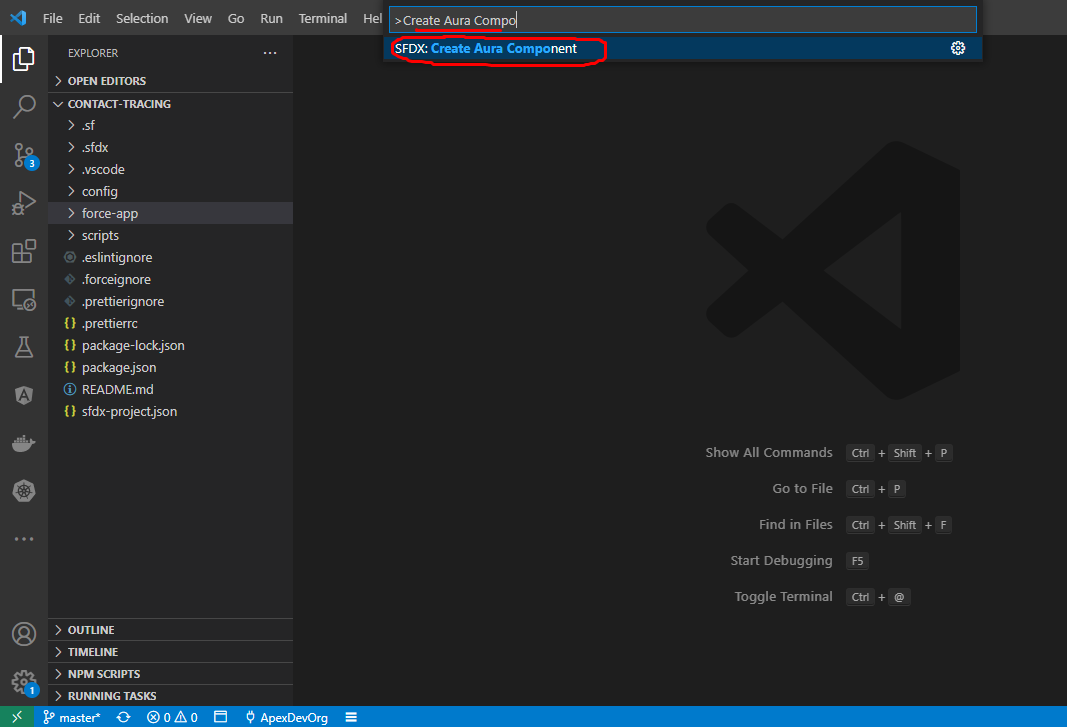 File Edit Selection View Go Run Terminal Hel
>Create Aura Compo
SFDX: Create Aura Component
EXPLORER
OPEN EDITORS
CONTACT-TRACING
.sf
.sfdx
.vscode
config
force-app
scripts
.eslintignore
.forceignore
.prettierignore
{} .prettierrc
{} package-lock.json
{} package.json
README.md
{} sfdx-project.json
3
Show All Commands Ctrl + Shift + P
Go to File Ctrl + P
Find in Files Ctrl + Shift + F
Start Debugging F5
Toggle Terminal Ctrl + @
OUTLINE
TIMELINE
NPM SCRIPTS
RUNNING TASKS
1
master* 0 0 ApexDevOrg